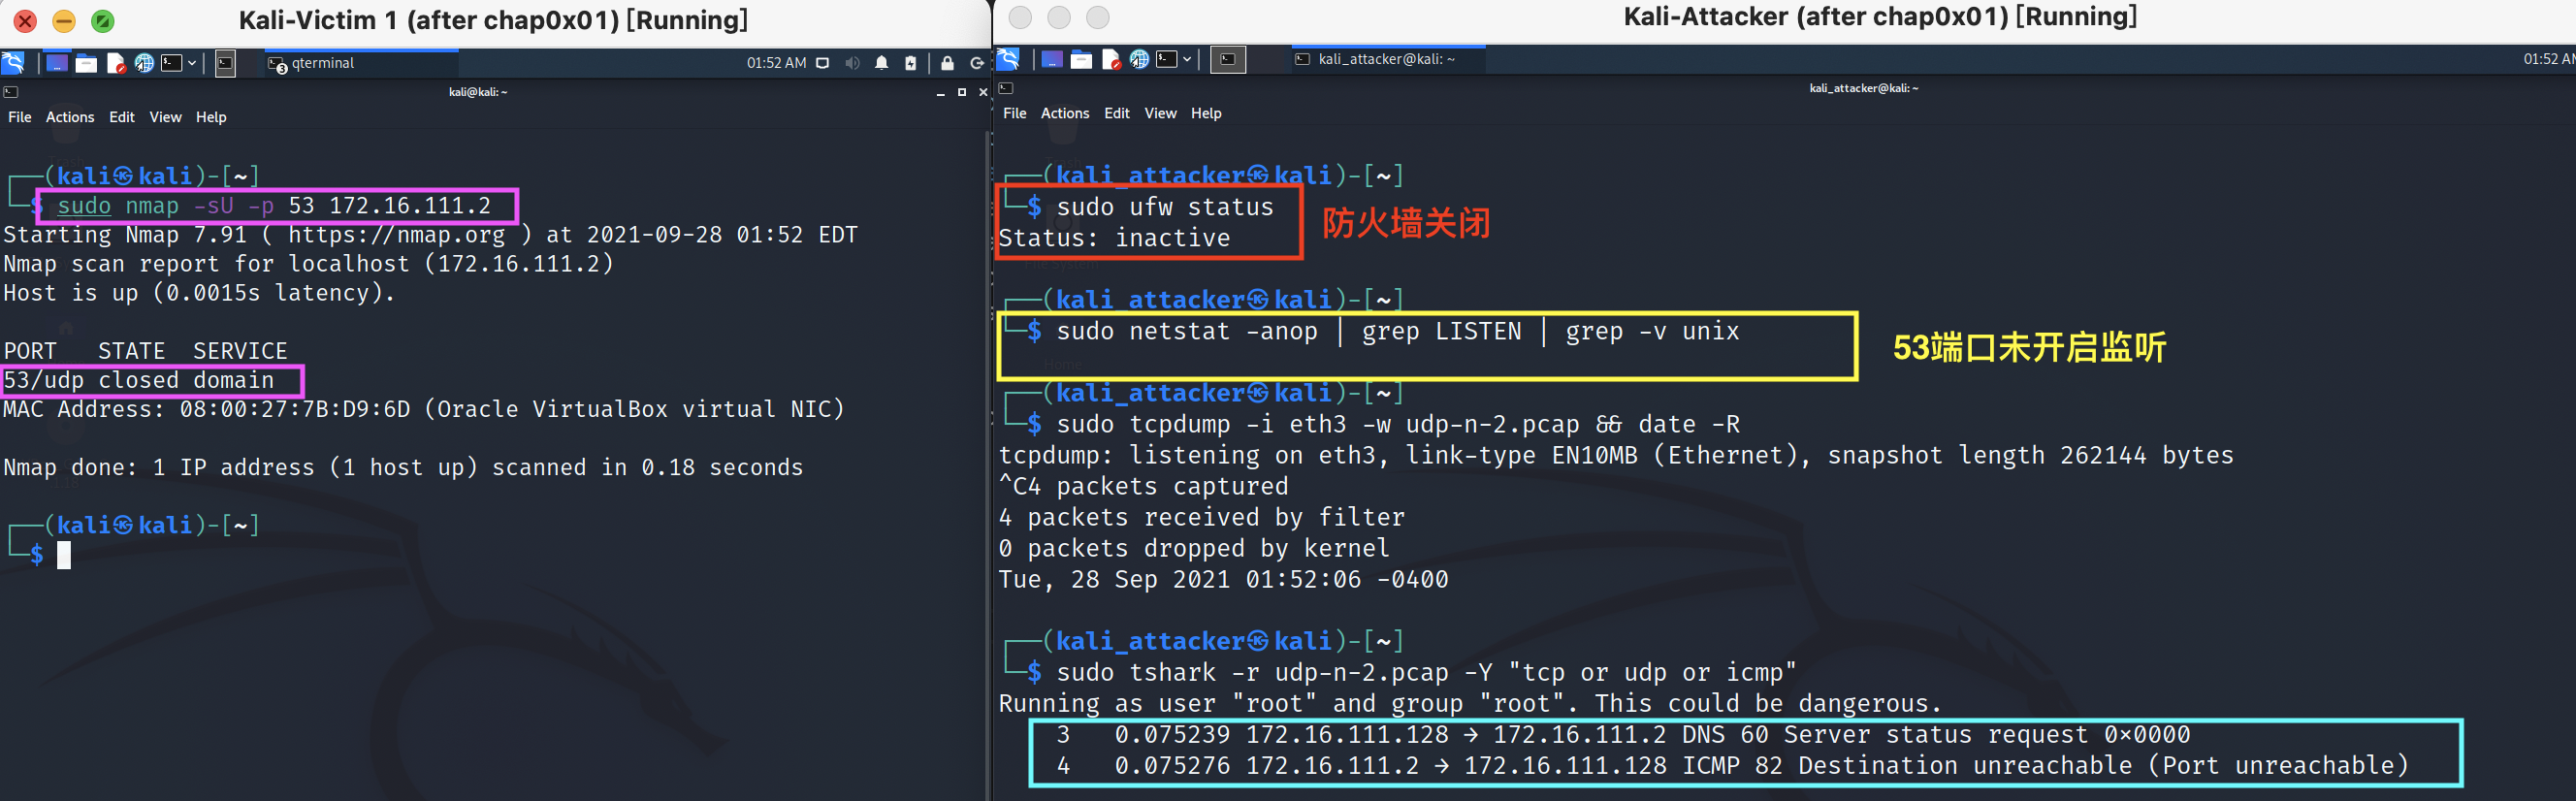 Kali-Victim 1 (after chap0x01) [Running]
qterminal
01:52 AM
kali@kali: ~
File Actions Edit View Help
┌──(kali㉿kali)-[~]
└─$ sudo nmap -sU -p 53 172.16.111.2
Starting Nmap 7.91 ( https://nmap.org ) at 2021-09-28 01:52 EDT
Nmap scan report for localhost (172.16.111.2)
Host is up (0.0015s latency).
PORT   STATE  SERVICE
53/udp closed domain
MAC Address: 08:00:27:7B:D9:6D (Oracle VirtualBox virtual NIC)
Nmap done: 1 IP address (1 host up) scanned in 0.18 seconds
┌──(kali㉿kali)-[~]
└─$
Kali-Attacker (after chap0x01) [Running]
kali_attacker@kali: ~
01:52 AM
kali_attacker@kali: ~
File Actions Edit View Help
┌──(kali_attacker㉿kali)-[~]
└─$ sudo ufw status
Status: inactive
防火墙关闭
┌──(kali_attacker㉿kali)-[~]
└─$ sudo netstat -anop | grep LISTEN | grep -v unix
53端口未开启监听
┌──(kali_attacker㉿kali)-[~]
└─$ sudo tcpdump -i eth3 -w udp-n-2.pcap && date -R
tcpdump: listening on eth3, link-type EN10MB (Ethernet), snapshot length 262144 bytes
^C4 packets captured
4 packets received by filter
0 packets dropped by kernel
Tue, 28 Sep 2021 01:52:06 -0400
┌──(kali_attacker㉿kali)-[~]
└─$ sudo tshark -r udp-n-2.pcap -Y "tcp or udp or icmp"
Running as user "root" and group "root". This could be dangerous.
3   0.075239 172.16.111.128 → 172.16.111.2 DNS 60 Server status request 0×0000
4   0.075276 172.16.111.2 → 172.16.111.128 ICMP 82 Destination unreachable (Port unreachable)